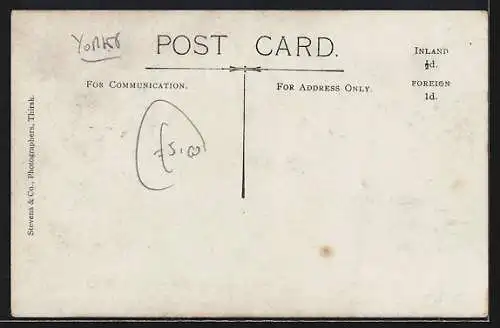 YORKS
POST CARD.
INLAND
½d.
FOREIGN
1d.
FOR COMMUNICATION.
FOR ADDRESS ONLY.
Stevens & Co., Photographers, Thirsk.